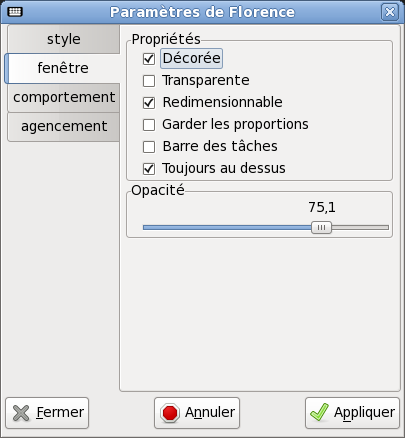 Paramètres de Florence
style
fenêtre
comportement
agencement
Propriétés
Décorée
Transparente
Redimensionnable
Garder les proportions
Barre des tâches
Toujours au dessus
Opacité
75,1
Fermer
Annuler
Appliquer